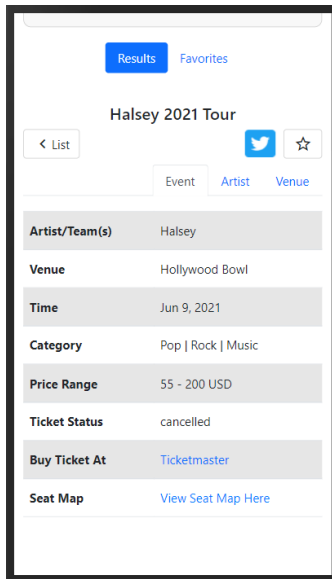 Results Favorites
Halsey 2021 Tour
List
Event Artist Venue
Artist/Team(s) Halsey
Venue Hollywood Bowl
Time Jun 9, 2021
Category Pop | Rock | Music
Price Range 55 - 200 USD
Ticket Status cancelled
Buy Ticket At Ticketmaster
Seat Map View Seat Map Here